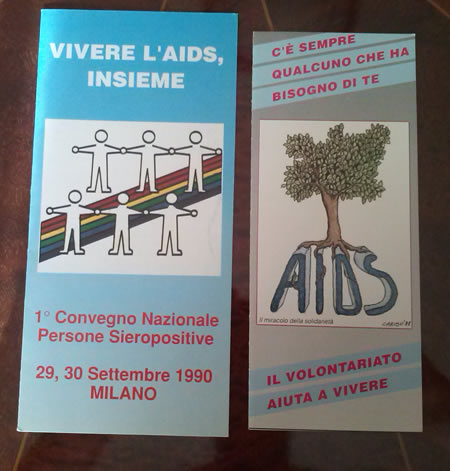 VIVERE L'AIDS,
INSIEME
1° Convegno Nazionale
Persone Sieropositive
29, 30 Settembre 1990
MILANO
C'È SEMPRE
QUALCUNO CHE HA
BISOGNO DI TE
AIDS
Il miracolo della solidarietà
IL VOLONTARIATO
AIUTA A VIVERE